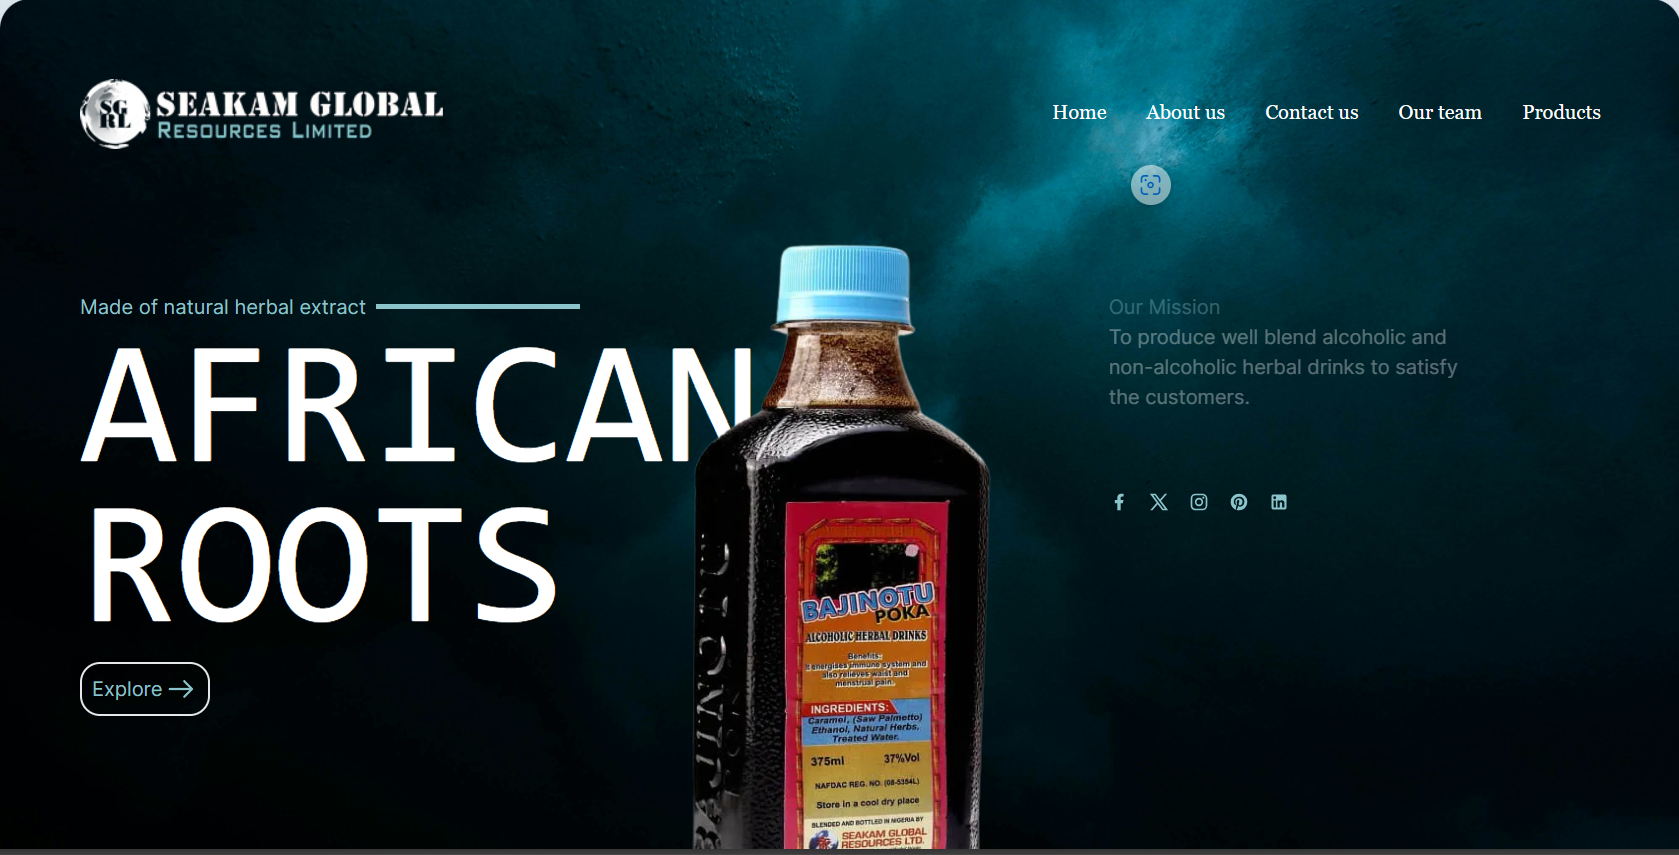 SEAKAM GLOBAL
RESOURCES LIMITED
SG
RL
Home About us Contact us Our team Products
Made of natural herbal extract
AFRICAN
ROOTS
Explore
Our Mission
To produce well blend alcoholic and
non-alcoholic herbal drinks to satisfy
the customers.
BAJINOTU
BAJINOTU
POKA
ALCOHOLIC HERBAL DRINKS
Benefits:
It energises immune system and
also relieves waist and
menstrual pain.
INGREDIENTS:
Caramel, (Saw Palmetto)
Ethanol, Natural Herbs,
Treated Water.
375ml 37%Vol
NAFDAC REG. NO. (08-5384L)
Store in a cool dry place
BLENDED AND BOTTLED IN NIGERIA BY
SEAKAM GLOBAL
RESOURCES LTD.